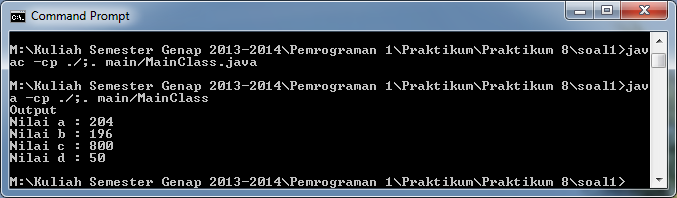 Command Prompt
M:\Kuliah Semester Genap 2013-2014\Pemrograman 1\Praktikum\Praktikum 8\soal1>jav
ac -cp ./;. main/MainClass.java
M:\Kuliah Semester Genap 2013-2014\Pemrograman 1\Praktikum\Praktikum 8\soal1>jav
a -cp ./;. main/MainClass
Output
Nilai a : 204
Nilai b : 196
Nilai c : 800
Nilai d : 50
M:\Kuliah Semester Genap 2013-2014\Pemrograman 1\Praktikum\Praktikum 8\soal1>